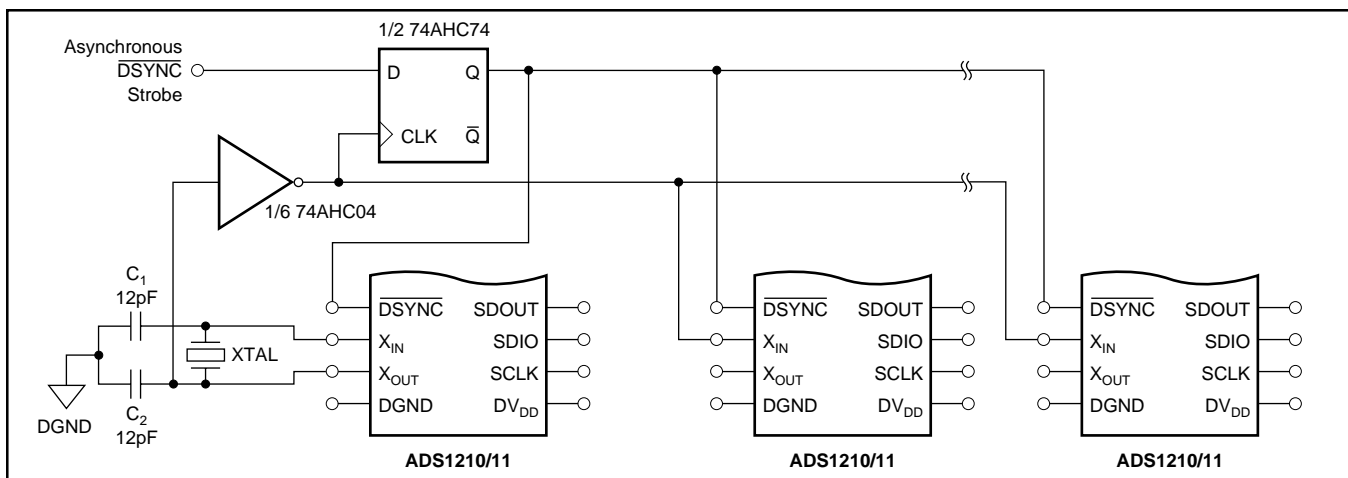 1/2 74AHC74
Asynchronous
DSYNC
Strobe
D Q
CLK Q
1/6 74AHC04
C1
12pF
XTAL
C2
12pF
DGND
DSYNC SDOUT
XIN SDIO
XOUT SCLK
DGND DVDD
ADS1210/11
DSYNC SDOUT
XIN SDIO
XOUT SCLK
DGND DVDD
ADS1210/11
DSYNC SDOUT
XIN SDIO
XOUT SCLK
DGND DVDD
ADS1210/11